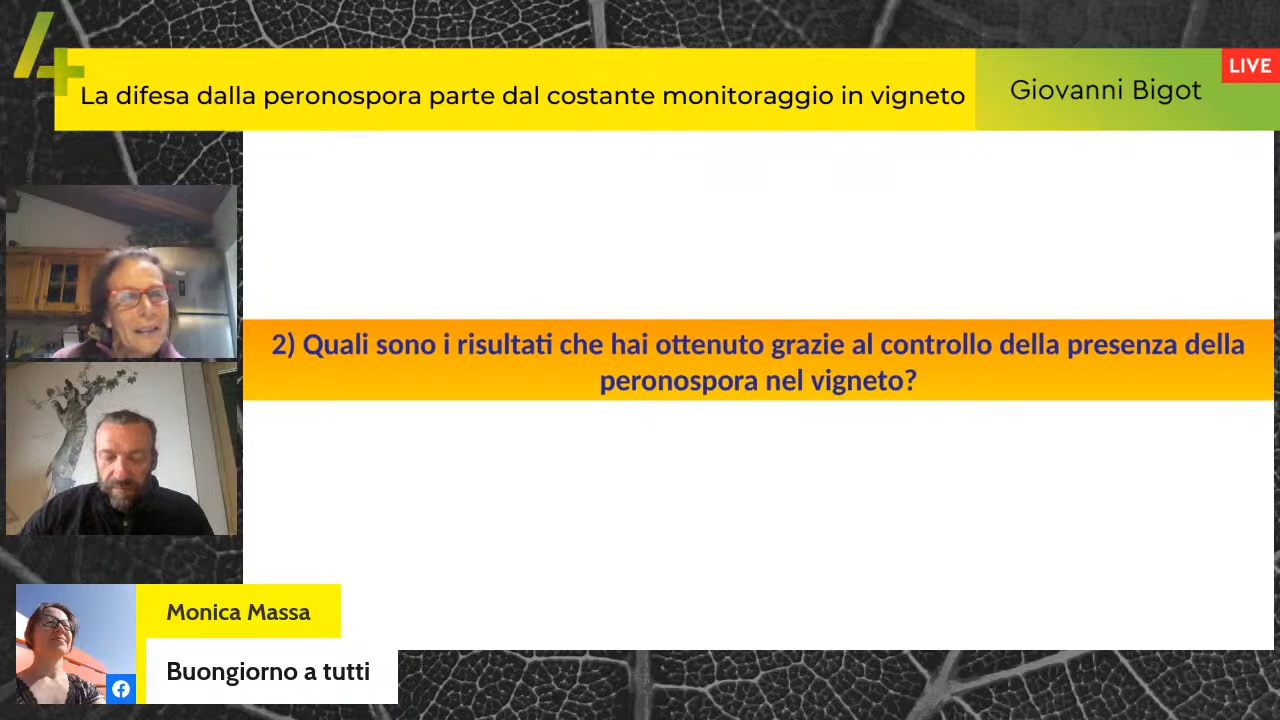 La difesa dalla peronospora parte dal costante monitoraggio in vigneto
Giovanni Bigot
LIVE
2) Quali sono i risultati che hai ottenuto grazie al controllo della presenza della
peronospora nel vigneto?
Monica Massa
Buongiorno a tutti